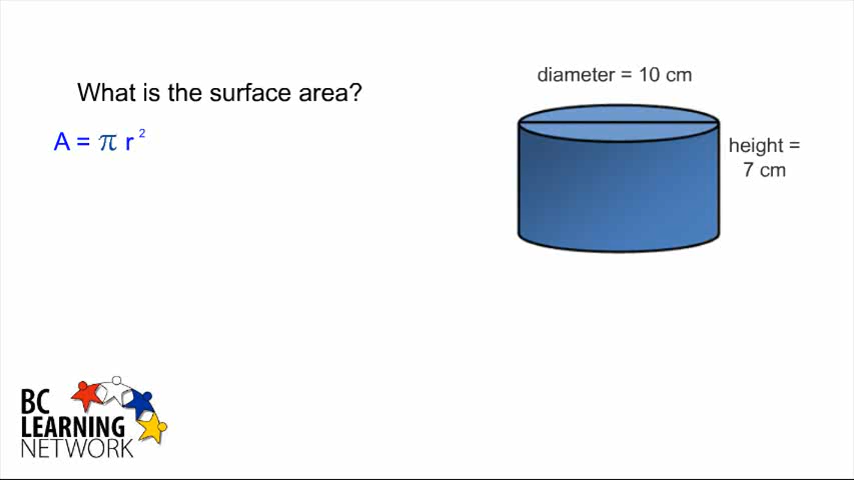 What is the surface area?
A = π r²
diameter = 10 cm
height =
7 cm
BC
LEARNING
NETWORK